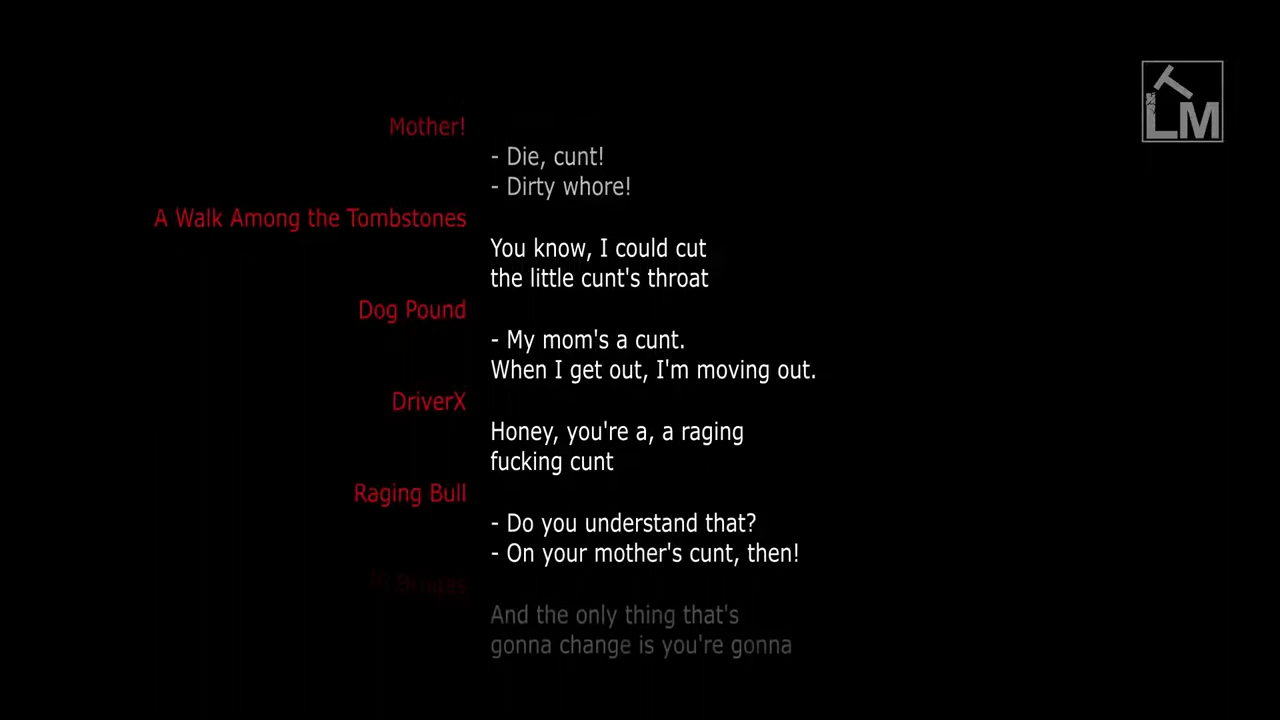 LM
Mother!
- Die, cunt!
- Dirty whore!
A Walk Among the Tombstones
You know, I could cut
the little cunt's throat
Dog Pound
- My mom's a cunt.
When I get out, I'm moving out.
DriverX
Honey, you're a, a raging
fucking cunt
Raging Bull
- Do you understand that?
- On your mother's cunt, then!
And the only thing that's
gonna change is you're gonna